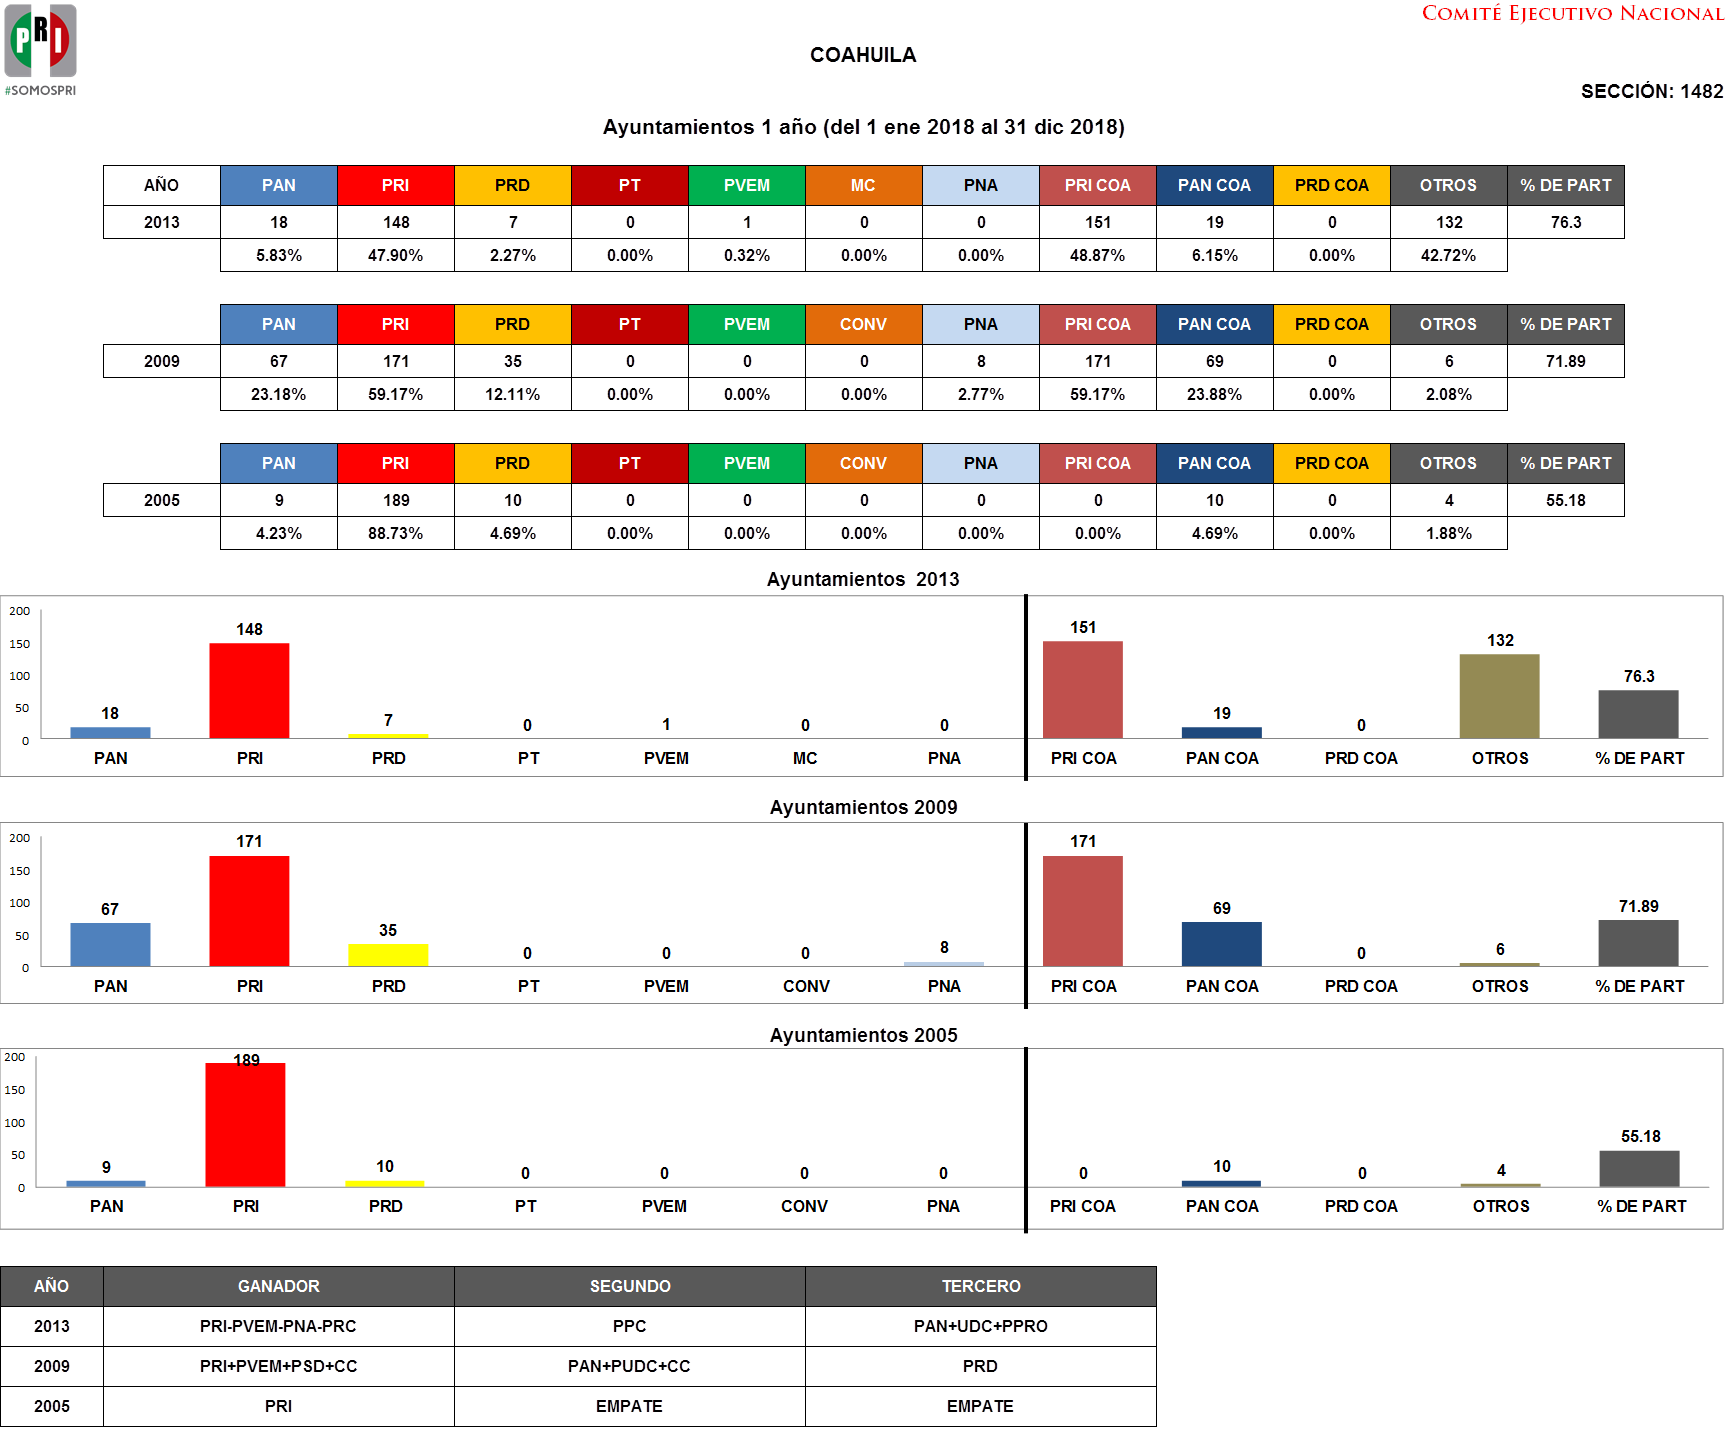 PRI
#SOMOSPRI
COMITÉ EJECUTIVO NACIONAL
COAHUILA
SECCIÓN: 1482
Ayuntamientos 1 año (del 1 ene 2018 al 31 dic 2018)
AÑO PAN PRI PRD PT PVEM MC PNA PRI COA PAN COA PRD COA OTROS % DE PART
2013 18 148 7 0 1 0 0 151 19 0 132 76.3
5.83% 47.90% 2.27% 0.00% 0.32% 0.00% 0.00% 48.87% 6.15% 0.00% 42.72%
PAN PRI PRD PT PVEM CONV PNA PRI COA PAN COA PRD COA OTROS % DE PART
2009 67 171 35 0 0 0 8 171 69 0 6 71.89
23.18% 59.17% 12.11% 0.00% 0.00% 0.00% 2.77% 59.17% 23.88% 0.00% 2.08%
PAN PRI PRD PT PVEM CONV PNA PRI COA PAN COA PRD COA OTROS % DE PART
2005 9 189 10 0 0 0 0 0 10 0 4 55.18
4.23% 88.73% 4.69% 0.00% 0.00% 0.00% 0.00% 0.00% 4.69% 0.00% 1.88%
Ayuntamientos 2013
200
150
100
50
0
18 148 7 0 1 0 0 151 19 0 132 76.3
PAN PRI PRD PT PVEM MC PNA PRI COA PAN COA PRD COA OTROS % DE PART
Ayuntamientos 2009
200
150
100
50
0
67 171 35 0 0 0 8 171 69 0 6 71.89
PAN PRI PRD PT PVEM CONV PNA PRI COA PAN COA PRD COA OTROS % DE PART
Ayuntamientos 2005
200
150
100
50
0
9 189 10 0 0 0 0 0 10 0 4 55.18
PAN PRI PRD PT PVEM CONV PNA PRI COA PAN COA PRD COA OTROS % DE PART
AÑO GANADOR SEGUNDO TERCERO
2013 PRI-PVEM-PNA-PRC PPC PAN+UDC+PPRO
2009 PRI+PVEM+PSD+CC PAN+PUDC+CC PRD
2005 PRI EMPATE EMPATE